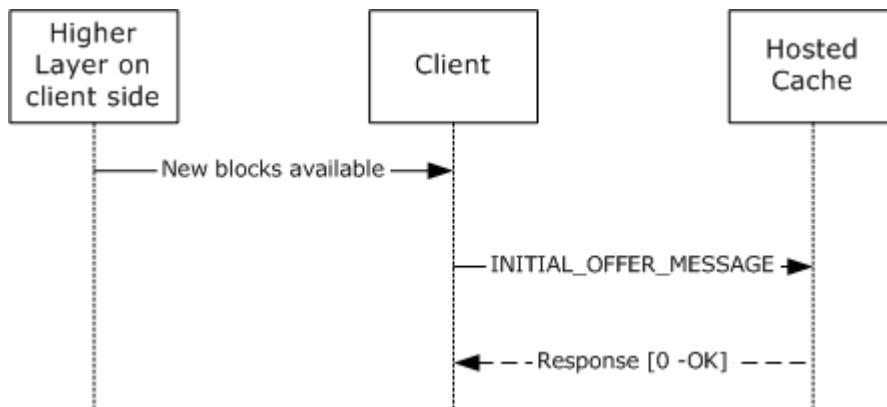 Higher
Layer on
client side
Client
Hosted
Cache
New blocks available
INITIAL_OFFER_MESSAGE
Response [0 -OK]